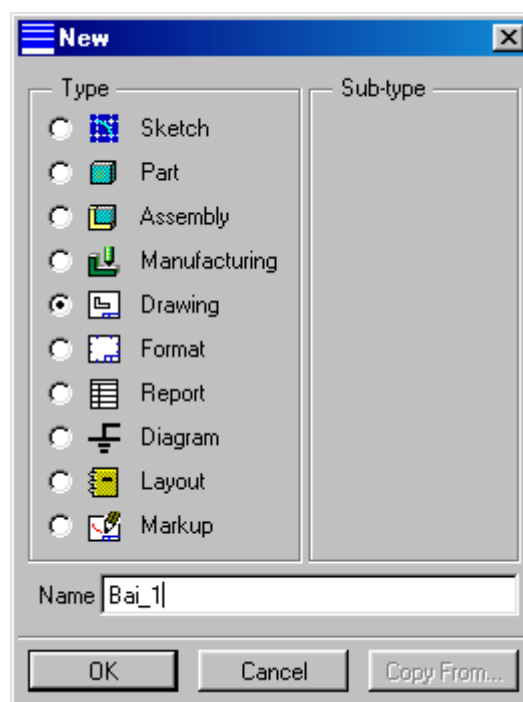 New
Type
Sub-type
Sketch
Part
Assembly
Manufacturing
Drawing
Format
Report
Diagram
Layout
Markup
Name Bai_1
OK Cancel Copy From...